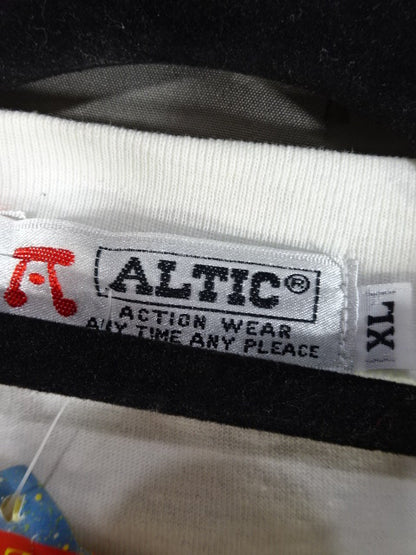 ALTIC®
ACTION WEAR
ANY TIME ANY PLEACE
XL